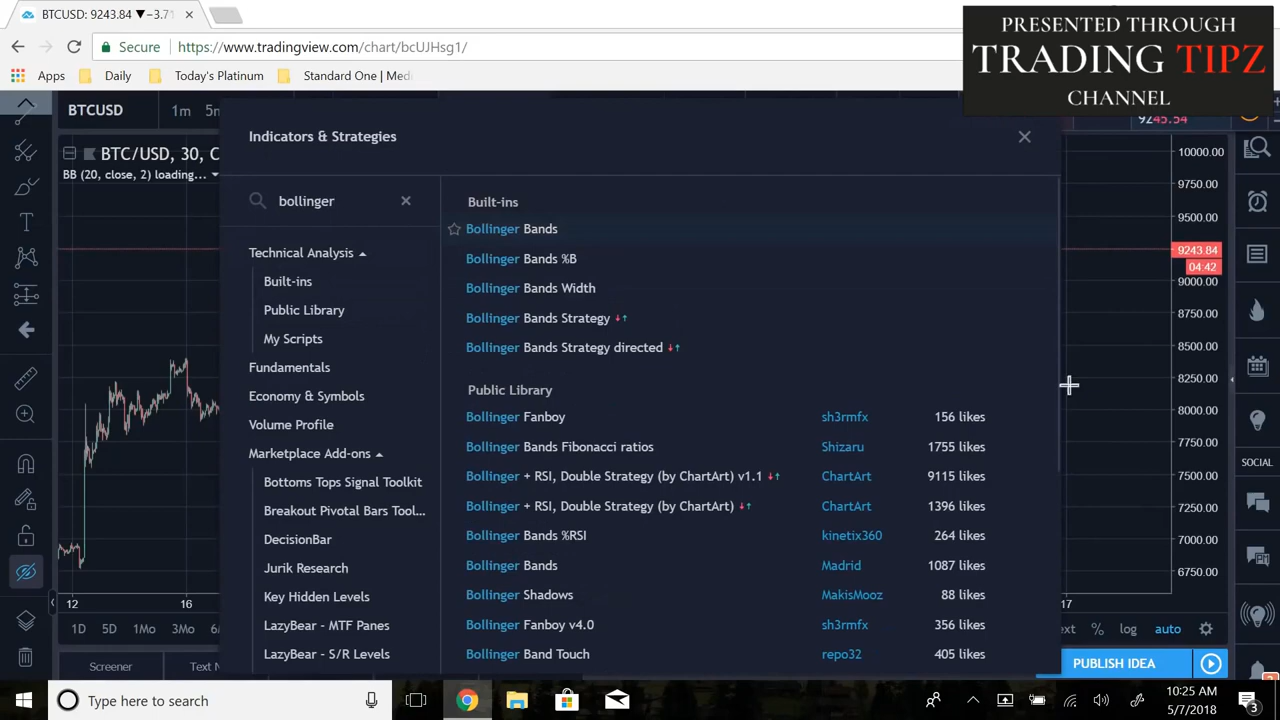 BTCUSD: 9243.84 ▼−3.71
PRESENTED THROUGH
TRADING TIPZ
CHANNEL
Secure
https://www.tradingview.com/chart/bcUJHsg1/
Apps
Daily
Today's Platinum
Standard One | Medi
BTCUSD
1m
5m
9245.54
Indicators & Strategies
BTC/USD, 30, C
BB (20, close, 2) loading...
bollinger
Technical Analysis
Built-ins
Public Library
My Scripts
Fundamentals
Economy & Symbols
Volume Profile
Marketplace Add-ons
Bottoms Tops Signal Toolkit
Breakout Pivotal Bars Tool...
DecisionBar
Jurik Research
Key Hidden Levels
LazyBear - MTF Panes
LazyBear - S/R Levels
Built-ins
Bollinger Bands
Bollinger Bands %B
Bollinger Bands Width
Bollinger Bands Strategy
Bollinger Bands Strategy directed
Public Library
Bollinger Fanboy sh3rmfx 156 likes
Bollinger Bands Fibonacci ratios Shizaru 1755 likes
Bollinger + RSI, Double Strategy (by ChartArt) v1.1 ChartArt 9115 likes
Bollinger + RSI, Double Strategy (by ChartArt) ChartArt 1396 likes
Bollinger Bands %RSI kinetix360 264 likes
Bollinger Bands Madrid 1087 likes
Bollinger Shadows MakisMooz 88 likes
Bollinger Fanboy v4.0 sh3rmfx 356 likes
Bollinger Band Touch repo32 405 likes
10000.00
9750.00
9500.00
9243.84
04:42
9000.00
8750.00
8500.00
8250.00
8000.00
7750.00
7500.00
7250.00
7000.00
6750.00
SOCIAL
12
16
17
1D
5D
1Mo
3Mo
ext
%
log
auto
Screener
PUBLISH IDEA
Type here to search
10:25 AM
5/7/2018
3